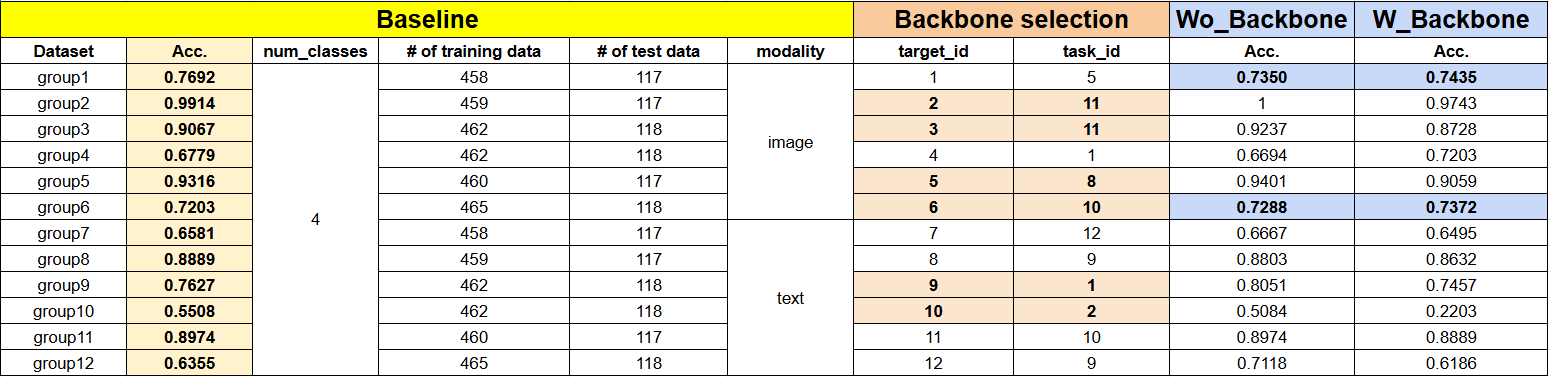 Baseline Backbone selection Wo_Backbone W_Backbone
Dataset Acc. num_classes # of training data # of test data modality target_id task_id Acc. Acc.
group1 0.7692 458 117 1 5 0.7350 0.7435
group2 0.9914 459 117 2 11 1 0.9743
group3 0.9067 462 118 3 11 0.9237 0.8728
image
group4 0.6779 462 118 4 1 0.6694 0.7203
group5 0.9316 460 117 5 8 0.9401 0.9059
group6 0.7203 465 118 6 10 0.7288 0.7372
4
group7 0.6581 458 117 7 12 0.6667 0.6495
group8 0.8889 459 117 8 9 0.8803 0.8632
group9 0.7627 462 118 9 1 0.8051 0.7457
text
group10 0.5508 462 118 10 2 0.5084 0.2203
group11 0.8974 460 117 11 10 0.8974 0.8889
group12 0.6355 465 118 12 9 0.7118 0.6186